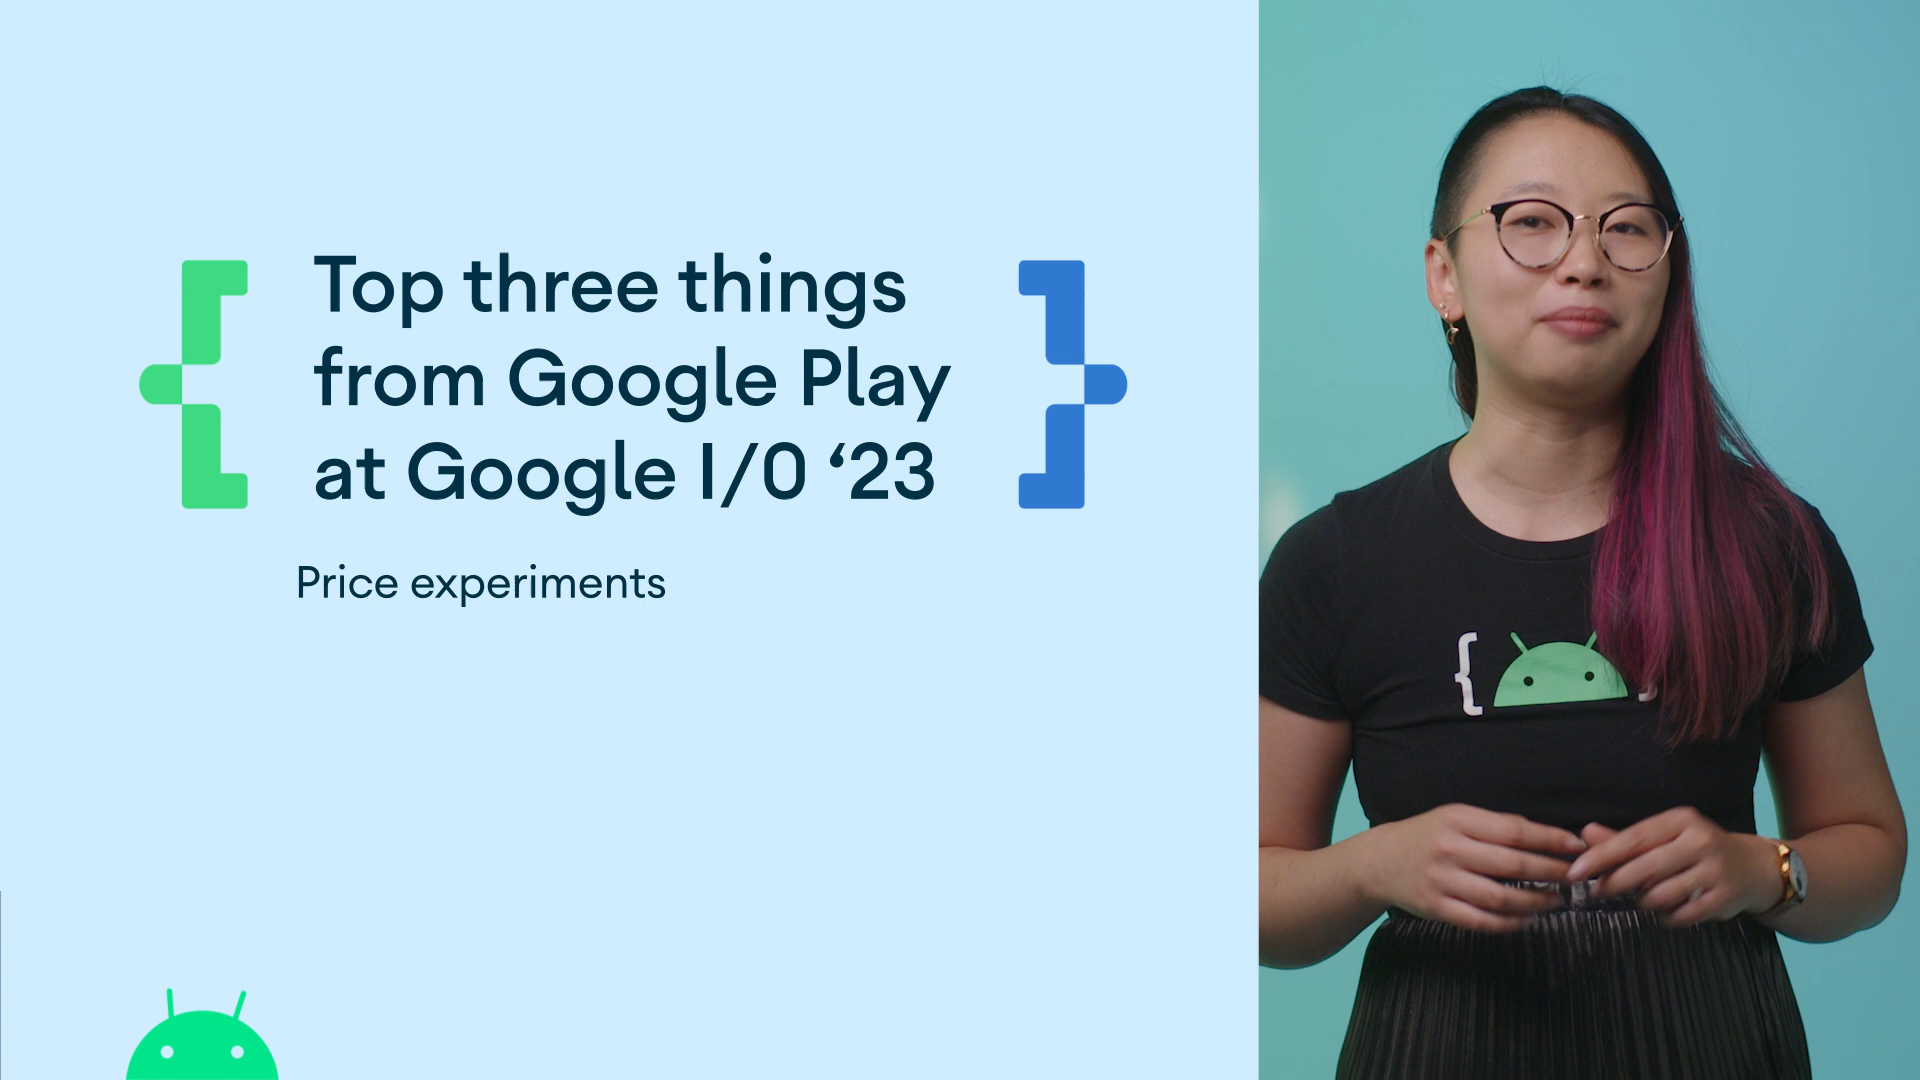 Top three things
from Google Play
at Google I/O ‘23
Price experiments